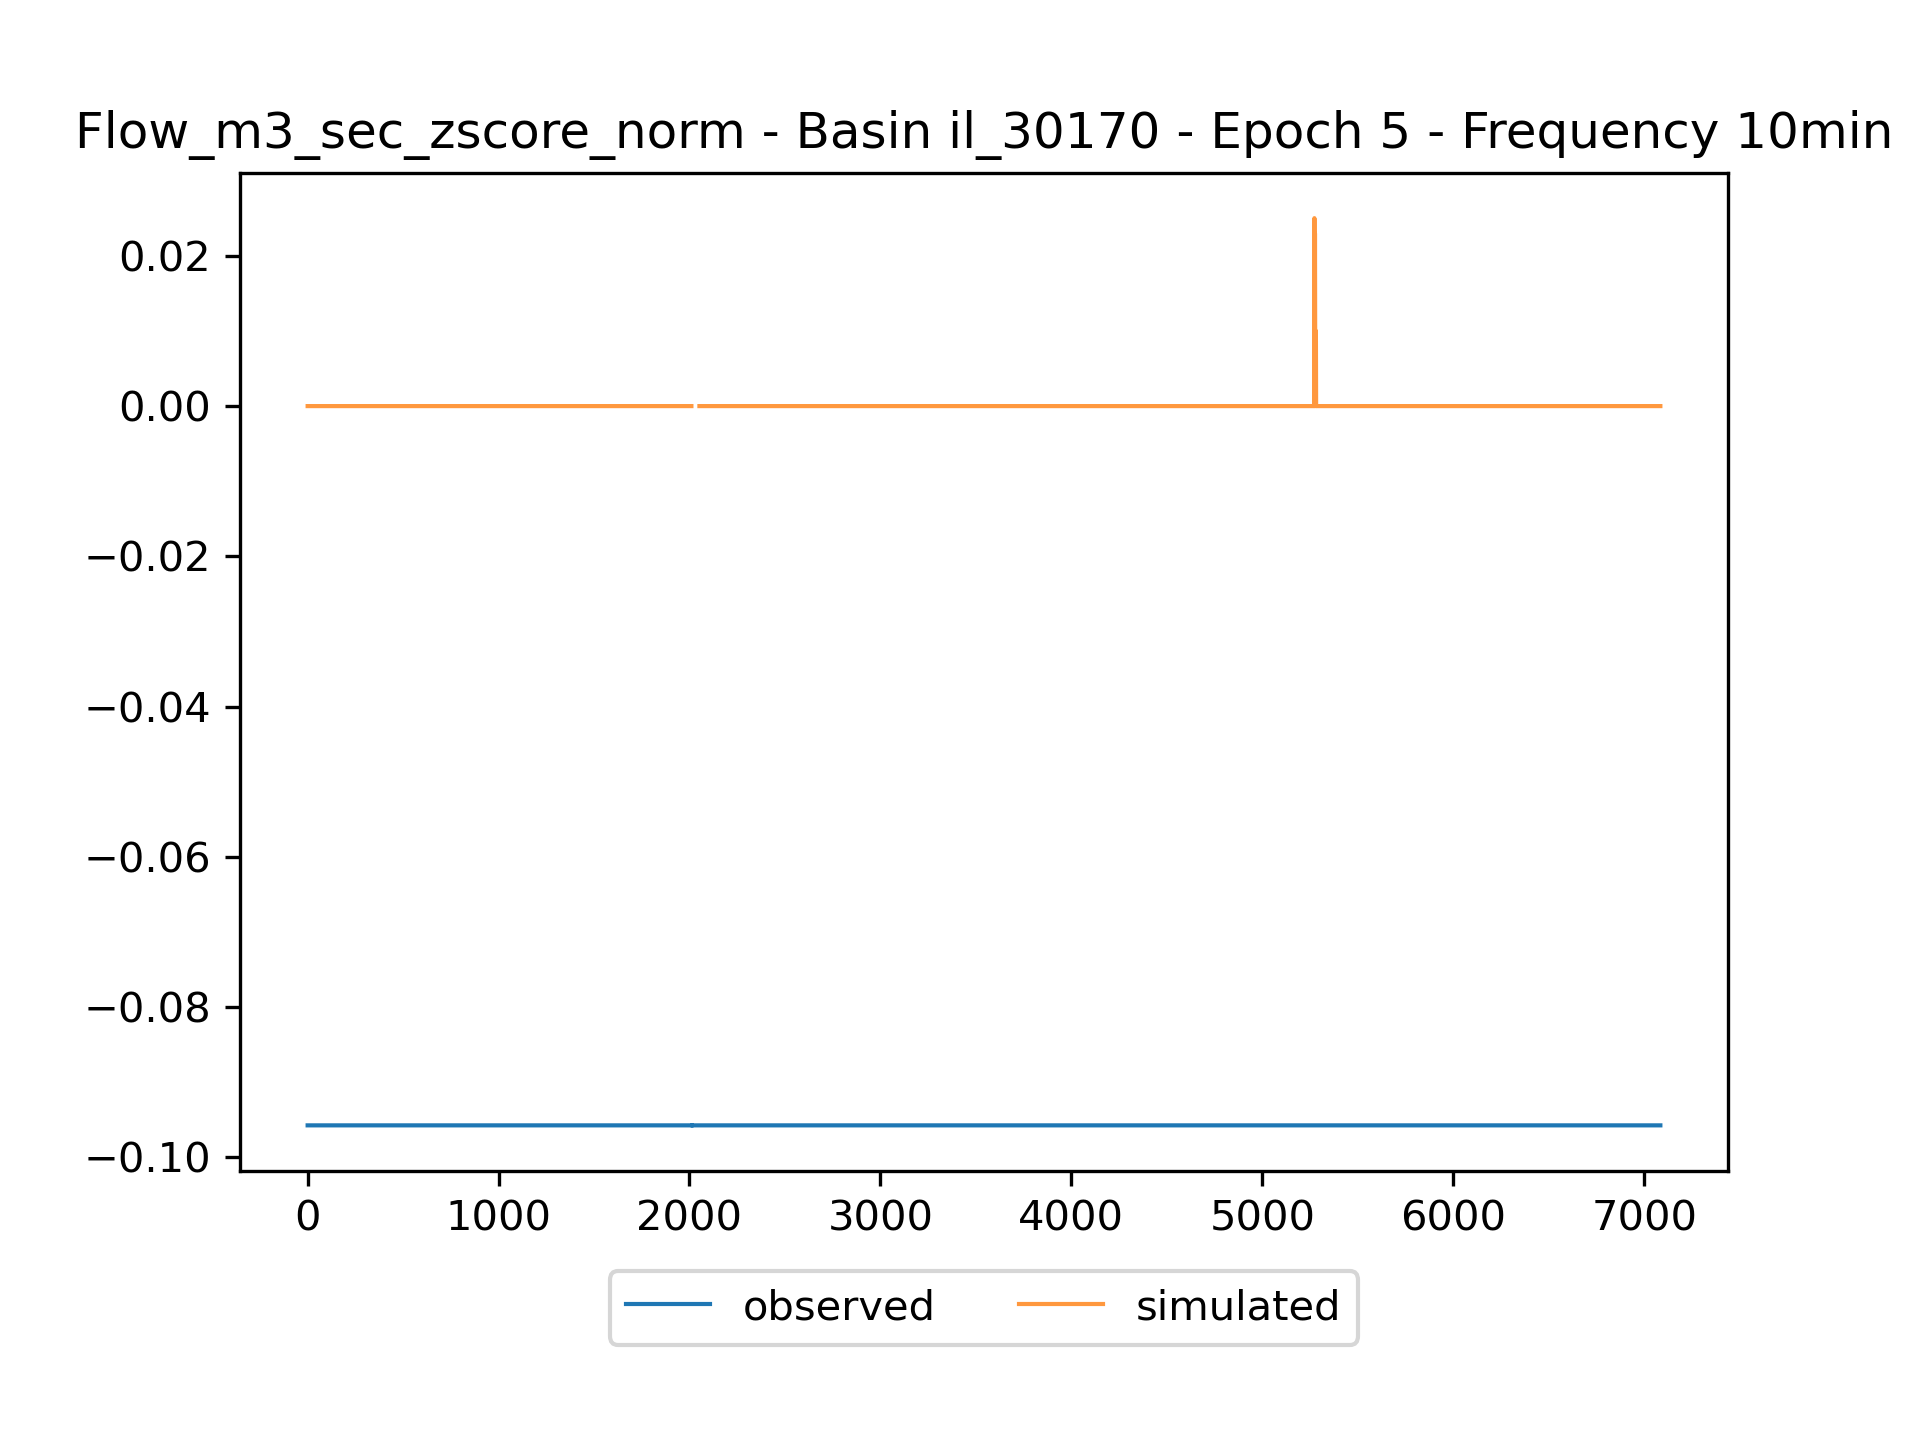 Flow_m3_sec_zscore_norm - Basin il_30170 - Epoch 5 - Frequency 10min
0.02
0.00
−0.02
−0.04
−0.06
−0.08
−0.10
0 1000 2000 3000 4000 5000 6000 7000
observed simulated